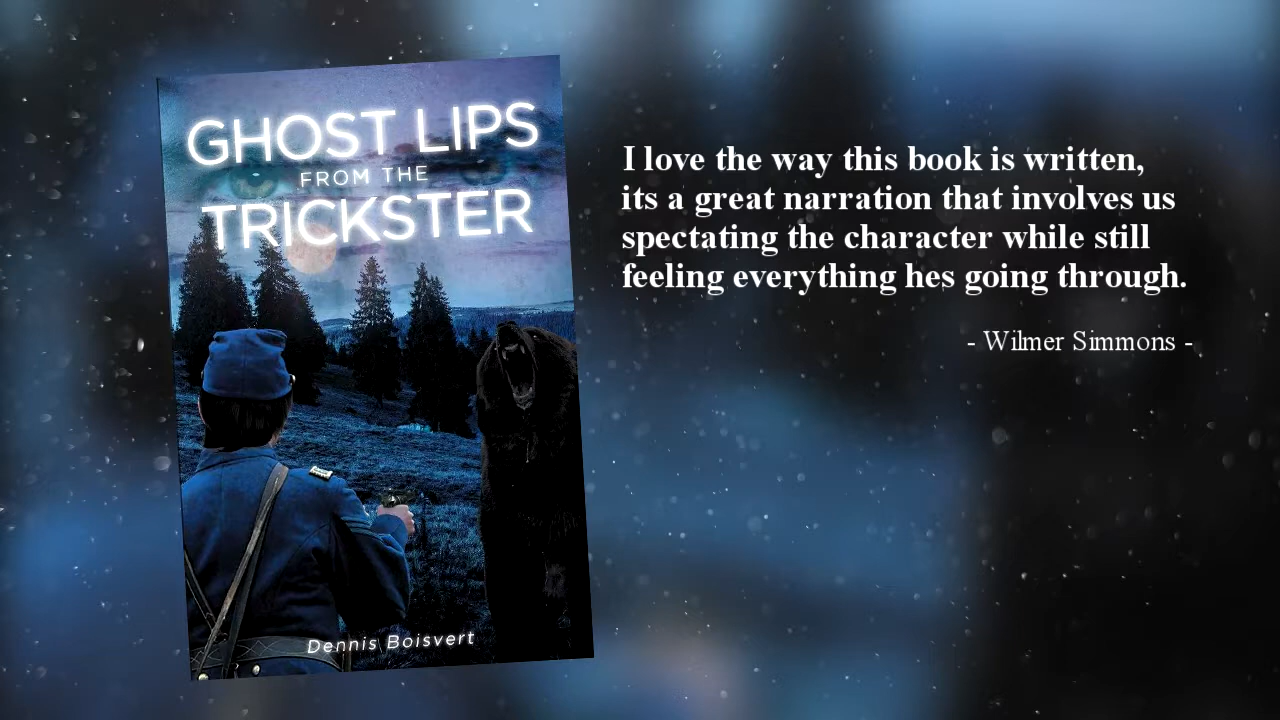 GHOST LIPS
FROM THE
TRICKSTER
Dennis Boisvert
I love the way this book is written,
its a great narration that involves us
spectating the character while still
feeling everything hes going through.
- Wilmer Simmons -